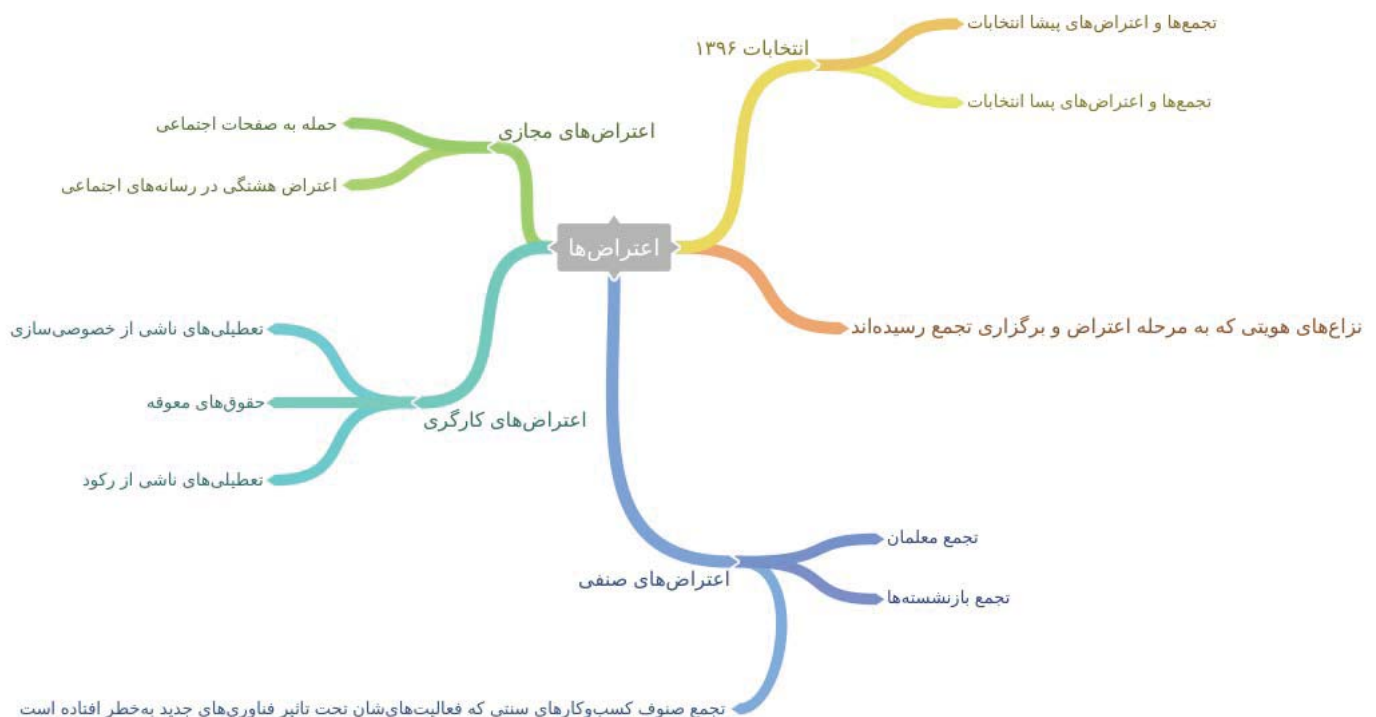 اعتراض‌ها
انتخابات ۱۳۹۶
تجمع‌ها و اعتراض‌های پیشا انتخابات
تجمع‌ها و اعتراض‌های پسا انتخابات
نزاع‌های هویتی که به مرحله اعتراض و برگزاری تجمع رسیده‌اند
اعتراض‌های مجازی
حمله به صفحات اجتماعی
اعتراض هشتگی در رسانه‌های اجتماعی
اعتراض‌های کارگری
تعطیلی‌های ناشی از خصوصی‌سازی
حقوق‌های معوقه
تعطیلی‌های ناشی از رکود
اعتراض‌های صنفی
تجمع معلمان
تجمع بازنشسته‌ها
تجمع صنوف کسب‌وکارهای سنتی که فعالیت‌های‌شان تحت تاثیر فناوری‌های جدید به‌خطر افتاده است